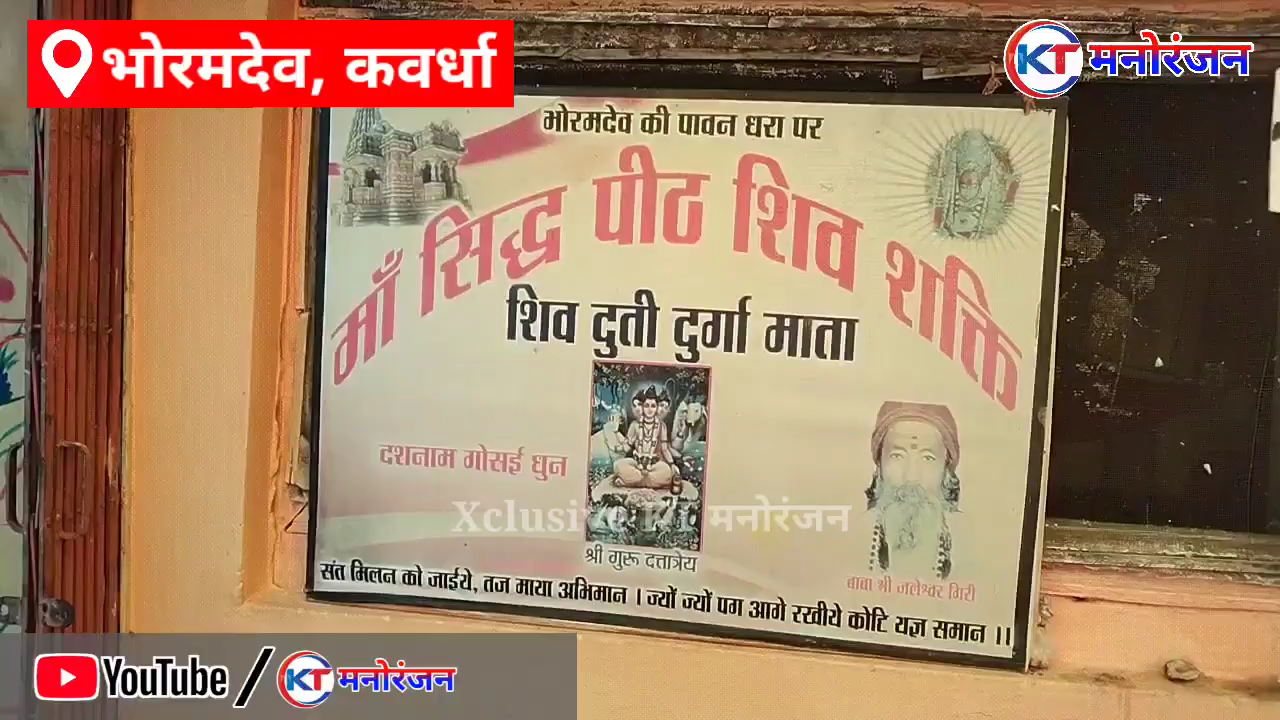 भोरमदेव, कवर्धा
KT मनोरंजन
भोरमदेव की पावन धरा पर
माँ सिद्ध पीठ शिव शक्ति
शिव दुती दुर्गा माता
दशनाम गोसई धुन
Xclusive KT मनोरंजन
श्री गुरू दत्तात्रेय
बाबा श्री जलेश्वर गिरी
संत मिलन को जाईये, तज माया अभिमान । ज्यों ज्यों पग आगे रखीये कोटि यज्ञ समान ।।
YouTube / KT मनोरंजन